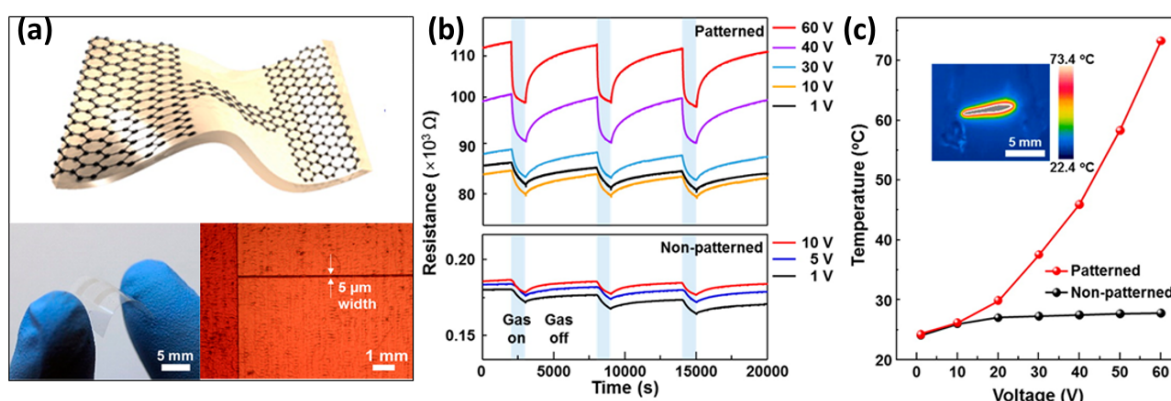 (a)
5 μm
width
5 mm
1 mm
(b)
Patterned
60 V
40 V
30 V
10 V
1 V
110
100
90
80
Resistance (×10³ Ω)
Non-patterned
10 V
5 V
1 V
0.20
0.15
Gas
on
Gas
off
0
5000
10000
15000
20000
Time (s)
(c)
73.4 ºC
5 mm
22.4 ºC
70
60
50
40
30
20
Temperature (ºC)
Patterned
Non-patterned
0
10
20
30
40
50
60
Voltage (V)